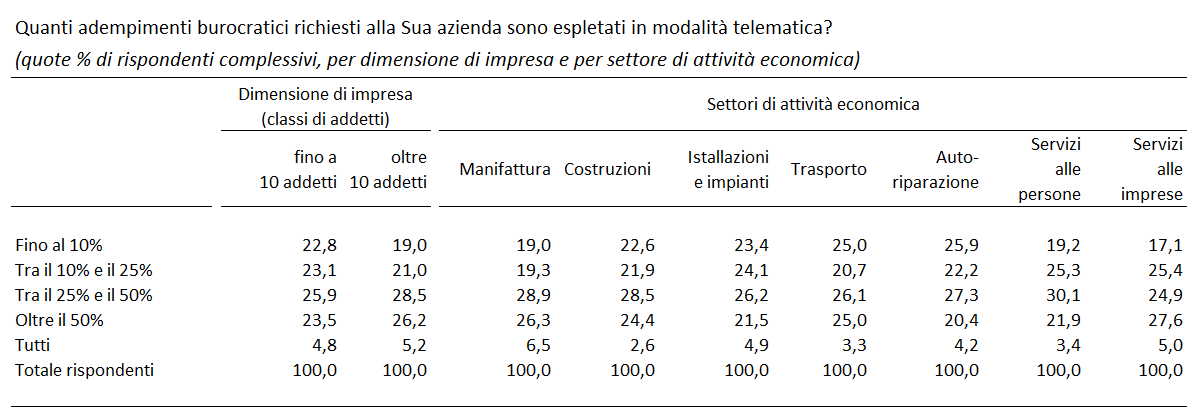 Quanti adempimenti burocratici richiesti alla Sua azienda sono espletati in modalità telematica?
(quote % di rispondenti complessivi, per dimensione di impresa e per settore di attività economica)
Dimensione di impresa
(classi di addetti)
Settori di attività economica
fino a 10 addetti oltre 10 addetti Manifattura Costruzioni Istallazioni e impianti Trasporto Auto-riparazione Servizi alle persone Servizi alle imprese
Fino al 10% 22,8 19,0 19,0 22,6 23,4 25,0 25,9 19,2 17,1
Tra il 10% e il 25% 23,1 21,0 19,3 21,9 24,1 20,7 22,2 25,3 25,4
Tra il 25% e il 50% 25,9 28,5 28,9 28,5 26,2 26,1 27,3 30,1 24,9
Oltre il 50% 23,5 26,2 26,3 24,4 21,5 25,0 20,4 21,9 27,6
Tutti 4,8 5,2 6,5 2,6 4,9 3,3 4,2 3,4 5,0
Totale rispondenti 100,0 100,0 100,0 100,0 100,0 100,0 100,0 100,0 100,0